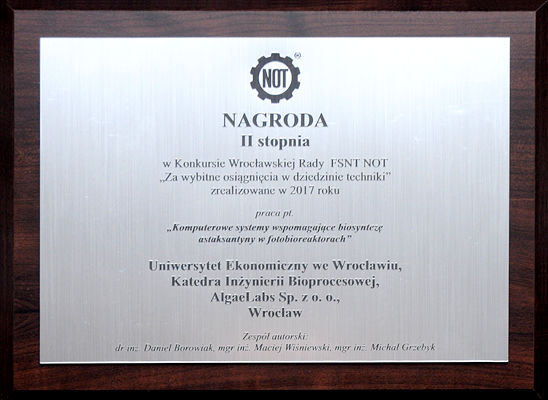 NOT ®
NAGRODA
II stopnia
w Konkursie Wrocławskiej Rady FSNT NOT
„Za wybitne osiągnięcia w dziedzinie techniki”
zrealizowane w 2017 roku
praca pt.
„Komputerowe systemy wspomagające biosyntezę
astaksantyny w fotobioreaktorach”
Uniwersytet Ekonomiczny we Wrocławiu,
Katedra Inżynierii Bioprocesowej,
AlgaeLabs Sp. z o. o.,
Wrocław
Zespół autorski:
dr inż. Daniel Borowiak, mgr inż. Maciej Wiśniewski, mgr inż. Michał Grzebyk